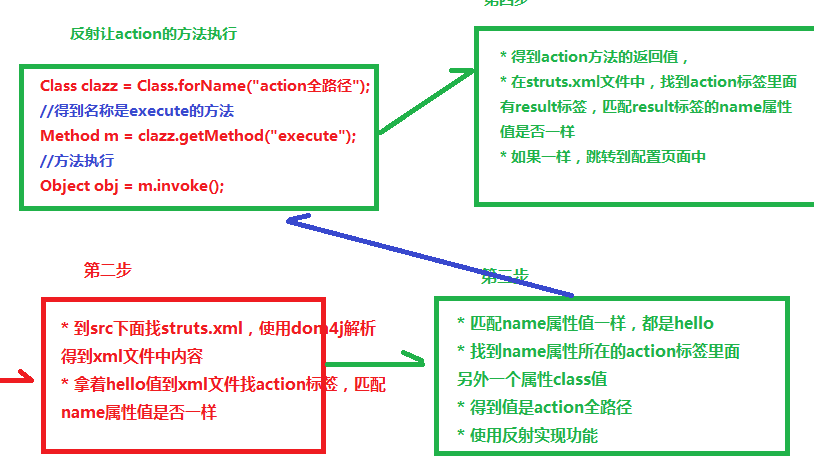 第四步
反射让action的方法执行
Class clazz = Class.forName("action全路径");
//得到名称是execute的方法
Method m = clazz.getMethod("execute");
//方法执行
Object obj = m.invoke();
* 得到action方法的返回值，
* 在struts.xml文件中，找到action标签里面
有result标签，匹配result标签的name属性
值是否一样
* 如果一样，跳转到配置页面中
第二步
* 到src下面找struts.xml，使用dom4j解析
得到xml文件中内容
* 拿着hello值到xml文件找action标签，匹配
name属性值是否一样
第三步
* 匹配name属性值一样，都是hello
* 找到name属性所在的action标签里面
另外一个属性class值
* 得到值是action全路径
* 使用反射实现功能